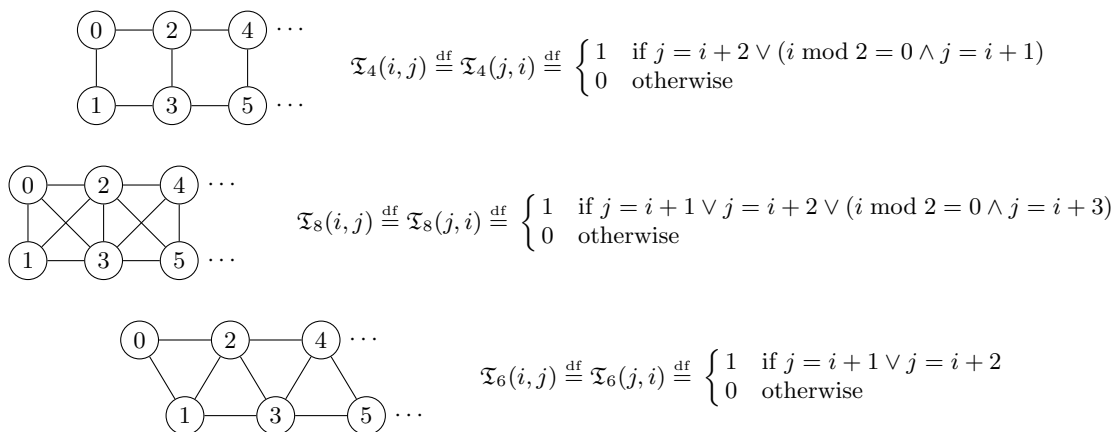 0 2 4 ···
1 3 5 ···
𝔗₄(i, j) ≝ 𝔗₄(j, i) ≝ { 1 if j = i + 2 ∨ (i mod 2 = 0 ∧ j = i + 1)
0 otherwise
0 2 4 ···
1 3 5 ···
𝔗₈(i, j) ≝ 𝔗₈(j, i) ≝ { 1 if j = i + 1 ∨ j = i + 2 ∨ (i mod 2 = 0 ∧ j = i + 3)
0 otherwise
0 2 4 ···
1 3 5 ···
𝔗₆(i, j) ≝ 𝔗₆(j, i) ≝ { 1 if j = i + 1 ∨ j = i + 2
0 otherwise